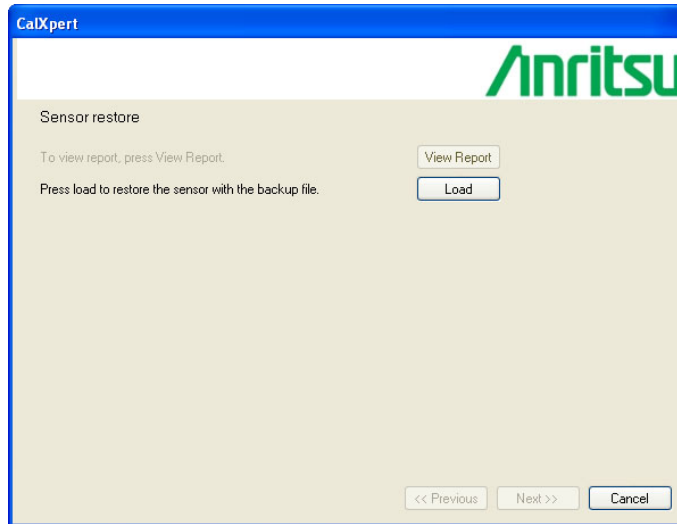 CalXpert
Anritsu
Sensor restore
To view report, press View Report.
View Report
Press load to restore the sensor with the backup file.
Load
<< Previous
Next >>
Cancel